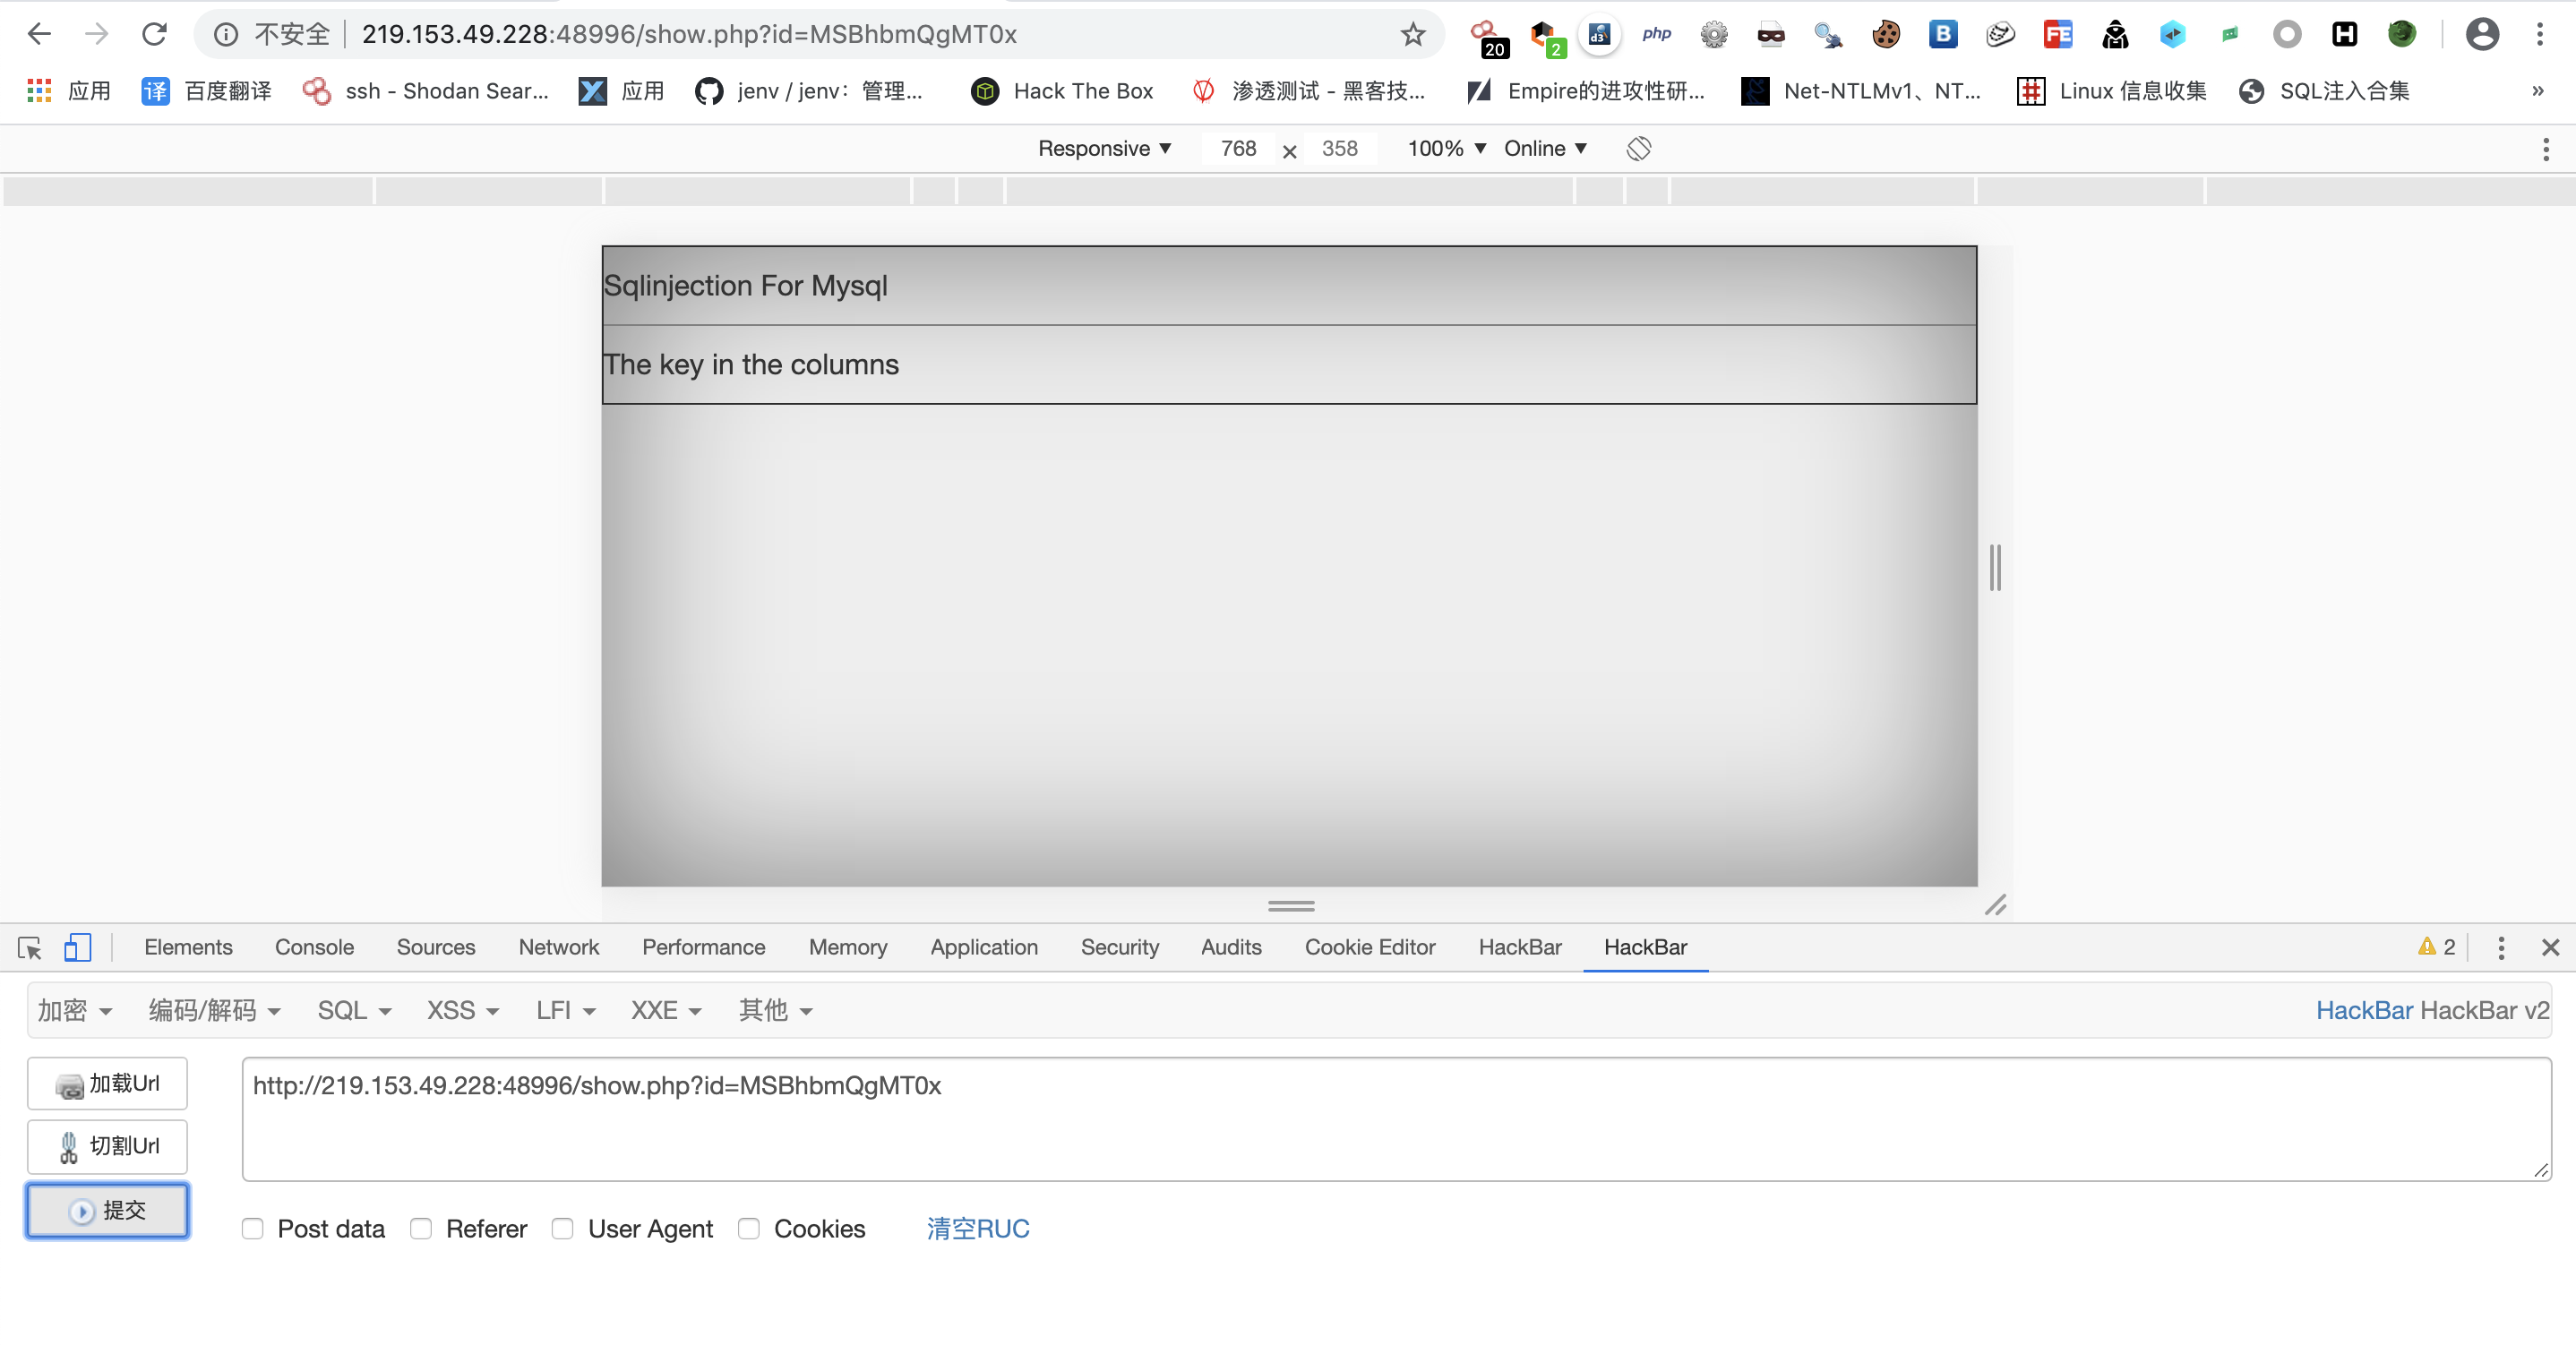 不安全 219.153.49.228:48996/show.php?id=MSBhbmQgMT0x 20 2 d3 php B FE H
应用 译 百度翻译 ssh - Shodan Sear... 应用 jenv / jenv：管理... Hack The Box 渗透测试 - 黑客技... Empire的进攻性研... Net-NTLMv1、NT... Linux 信息收集 SQL注入合集 »
Responsive ▼ 768 × 358 100% ▼ Online ▼
Sqlinjection For Mysql
The key in the columns
Elements Console Sources Network Performance Memory Application Security Audits Cookie Editor HackBar HackBar 2
加密 编码/解码 SQL XSS LFI XXE 其他 HackBar HackBar v2
加载Url
http://219.153.49.228:48996/show.php?id=MSBhbmQgMT0x
切割Url
提交
Post data Referer User Agent Cookies 清空RUC